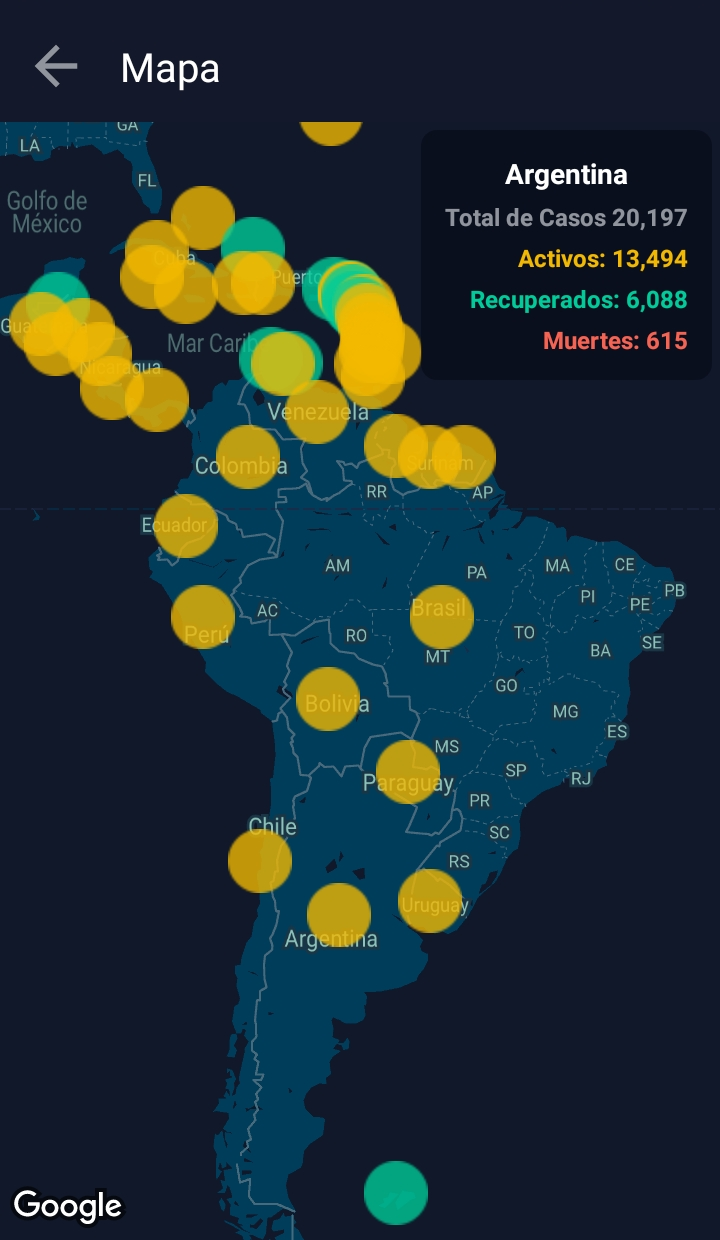 Mapa
GA
LA
FL
Golfo de
México
Argentina
Total de Casos 20,197
Activos: 13,494
Recuperados: 6,088
Muertes: 615
Cuba
Puerto
Mar Carib
Nicaragua
Venezuela
Colombia
Surinam
RR
AP
Ecuador
AM
PA
MA
CE
PI
PB
PE
AC
Perú
Brasil
RO
TO
SE
MT
BA
GO
Bolivia
MG
ES
MS
SP
RJ
Paraguay
PR
Chile
SC
RS
Uruguay
Argentina
Google